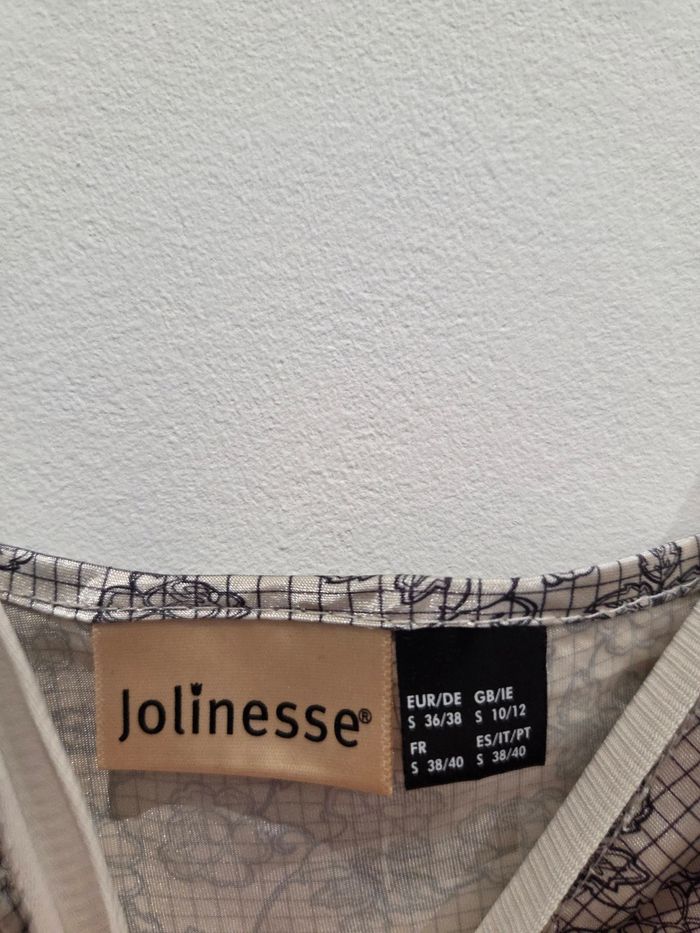 Jolinesse®
EUR/DE GB/IE
S 36/38 S 10/12
FR ES/IT/PT
S 38/40 S 38/40